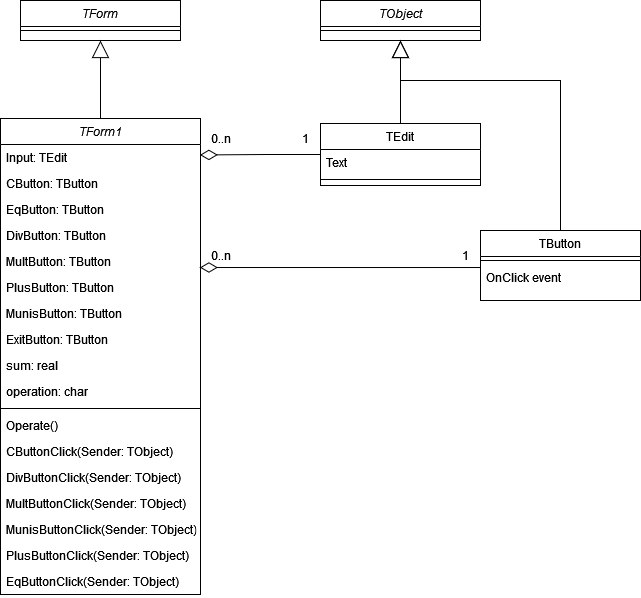 TForm
TObject
TForm1
Input: TEdit
CButton: TButton
EqButton: TButton
DivButton: TButton
MultButton: TButton
PlusButton: TButton
MunisButton: TButton
ExitButton: TButton
sum: real
operation: char
Operate()
CButtonClick(Sender: TObject)
DivButtonClick(Sender: TObject)
MultButtonClick(Sender: TObject)
MunisButtonClick(Sender: TObject)
PlusButtonClick(Sender: TObject)
EqButtonClick(Sender: TObject)
0..n
1
TEdit
Text
0..n
1
TButton
OnClick event